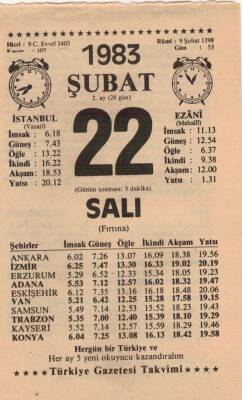 Hicri : 9 C. Evvel 1403
Rûmi : 9 Şubat 1398
107
Gün : 53
1983
ŞUBAT
2. ay (28 gün)
İSTANBUL
(Vasatî)
İmsak : 6.18
Güneş : 7.43
Öğle : 13.22
İkindi : 16.22
Akşam : 18.53
Yatsı : 20.12
22
EZÂNÎ
(Mahallî)
İmsak : 11.13
Güneş : 12.54
Öğle : 6.37
İkindi : 9.38
Akşam : 12.00
Yatsı : 1.31
(Günün uzaması: 3 dakika)
SALI
(Fırtına)
Şehirler İmsak Güneş Öğle İkindi Akşam Yatsı
ANKARA 6.02 7.26 13.07 16.09 18.38 19.56
İZMİR 6.25 7.47 13.30 16.33 19.02 20.19
ERZURUM 5.29 6.52 12.33 15.34 18.05 19.23
ADANA 5.53 7.12 12.57 16.02 18.32 19.47
ESKİŞEHİR 6.12 7.35 13.16 16.18 18.48 20.06
VAN 5.21 6.42 12.25 15.28 17.58 19.15
SAMSUN 5.49 7.14 12.53 15.52 18.23 19.43
TRABZON 5.35 7.00 12.40 15.39 18.10 19.29
KAYSERİ 5.52 7.14 12.57 15.59 18.29 19.46
KONYA 6.04 7.25 13.08 16.13 18.42 19.58
Hergün bir Türkiye ve
Her ay 5 yeni okuyucu kazandıralım
Türkiye Gazetesi Takvimi